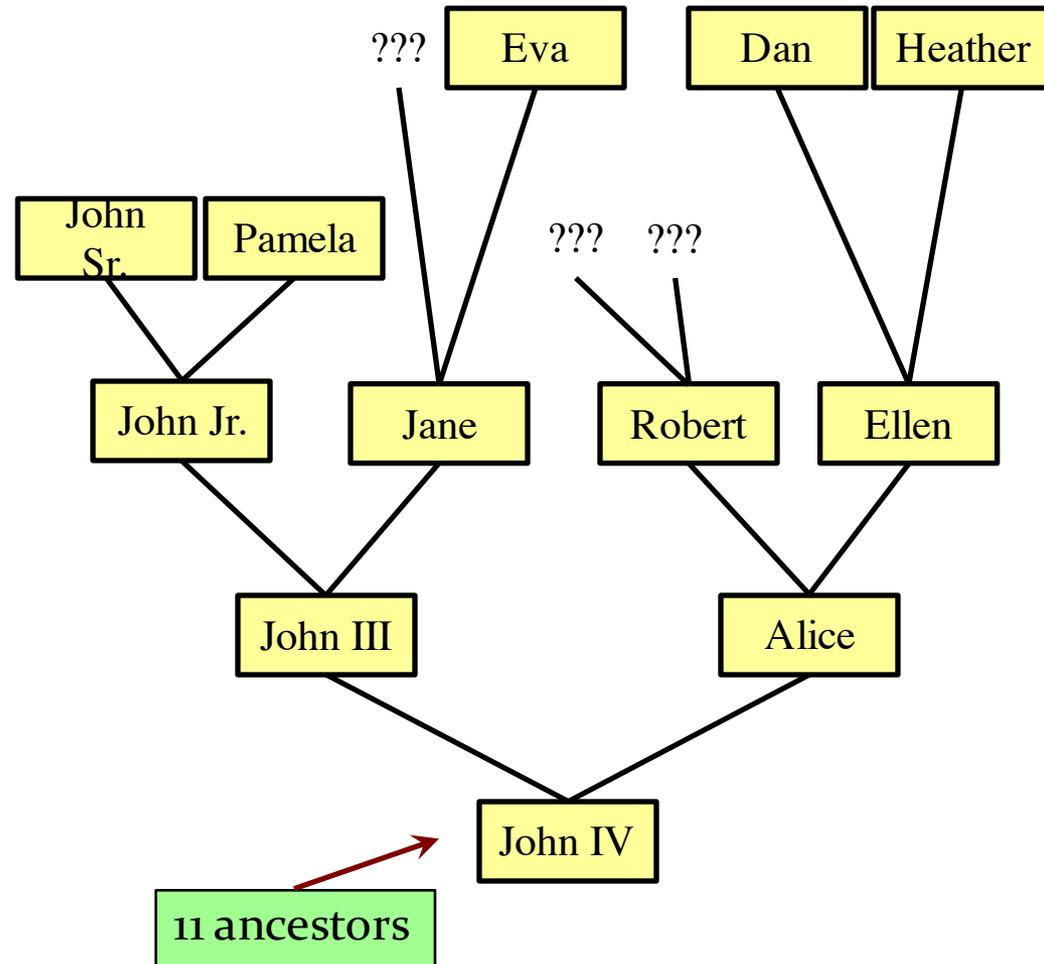 ??? Eva Dan Heather
John
Sr.
Pamela
??? ???
John Jr. Jane Robert Ellen
John III Alice
John IV
11 ancestors